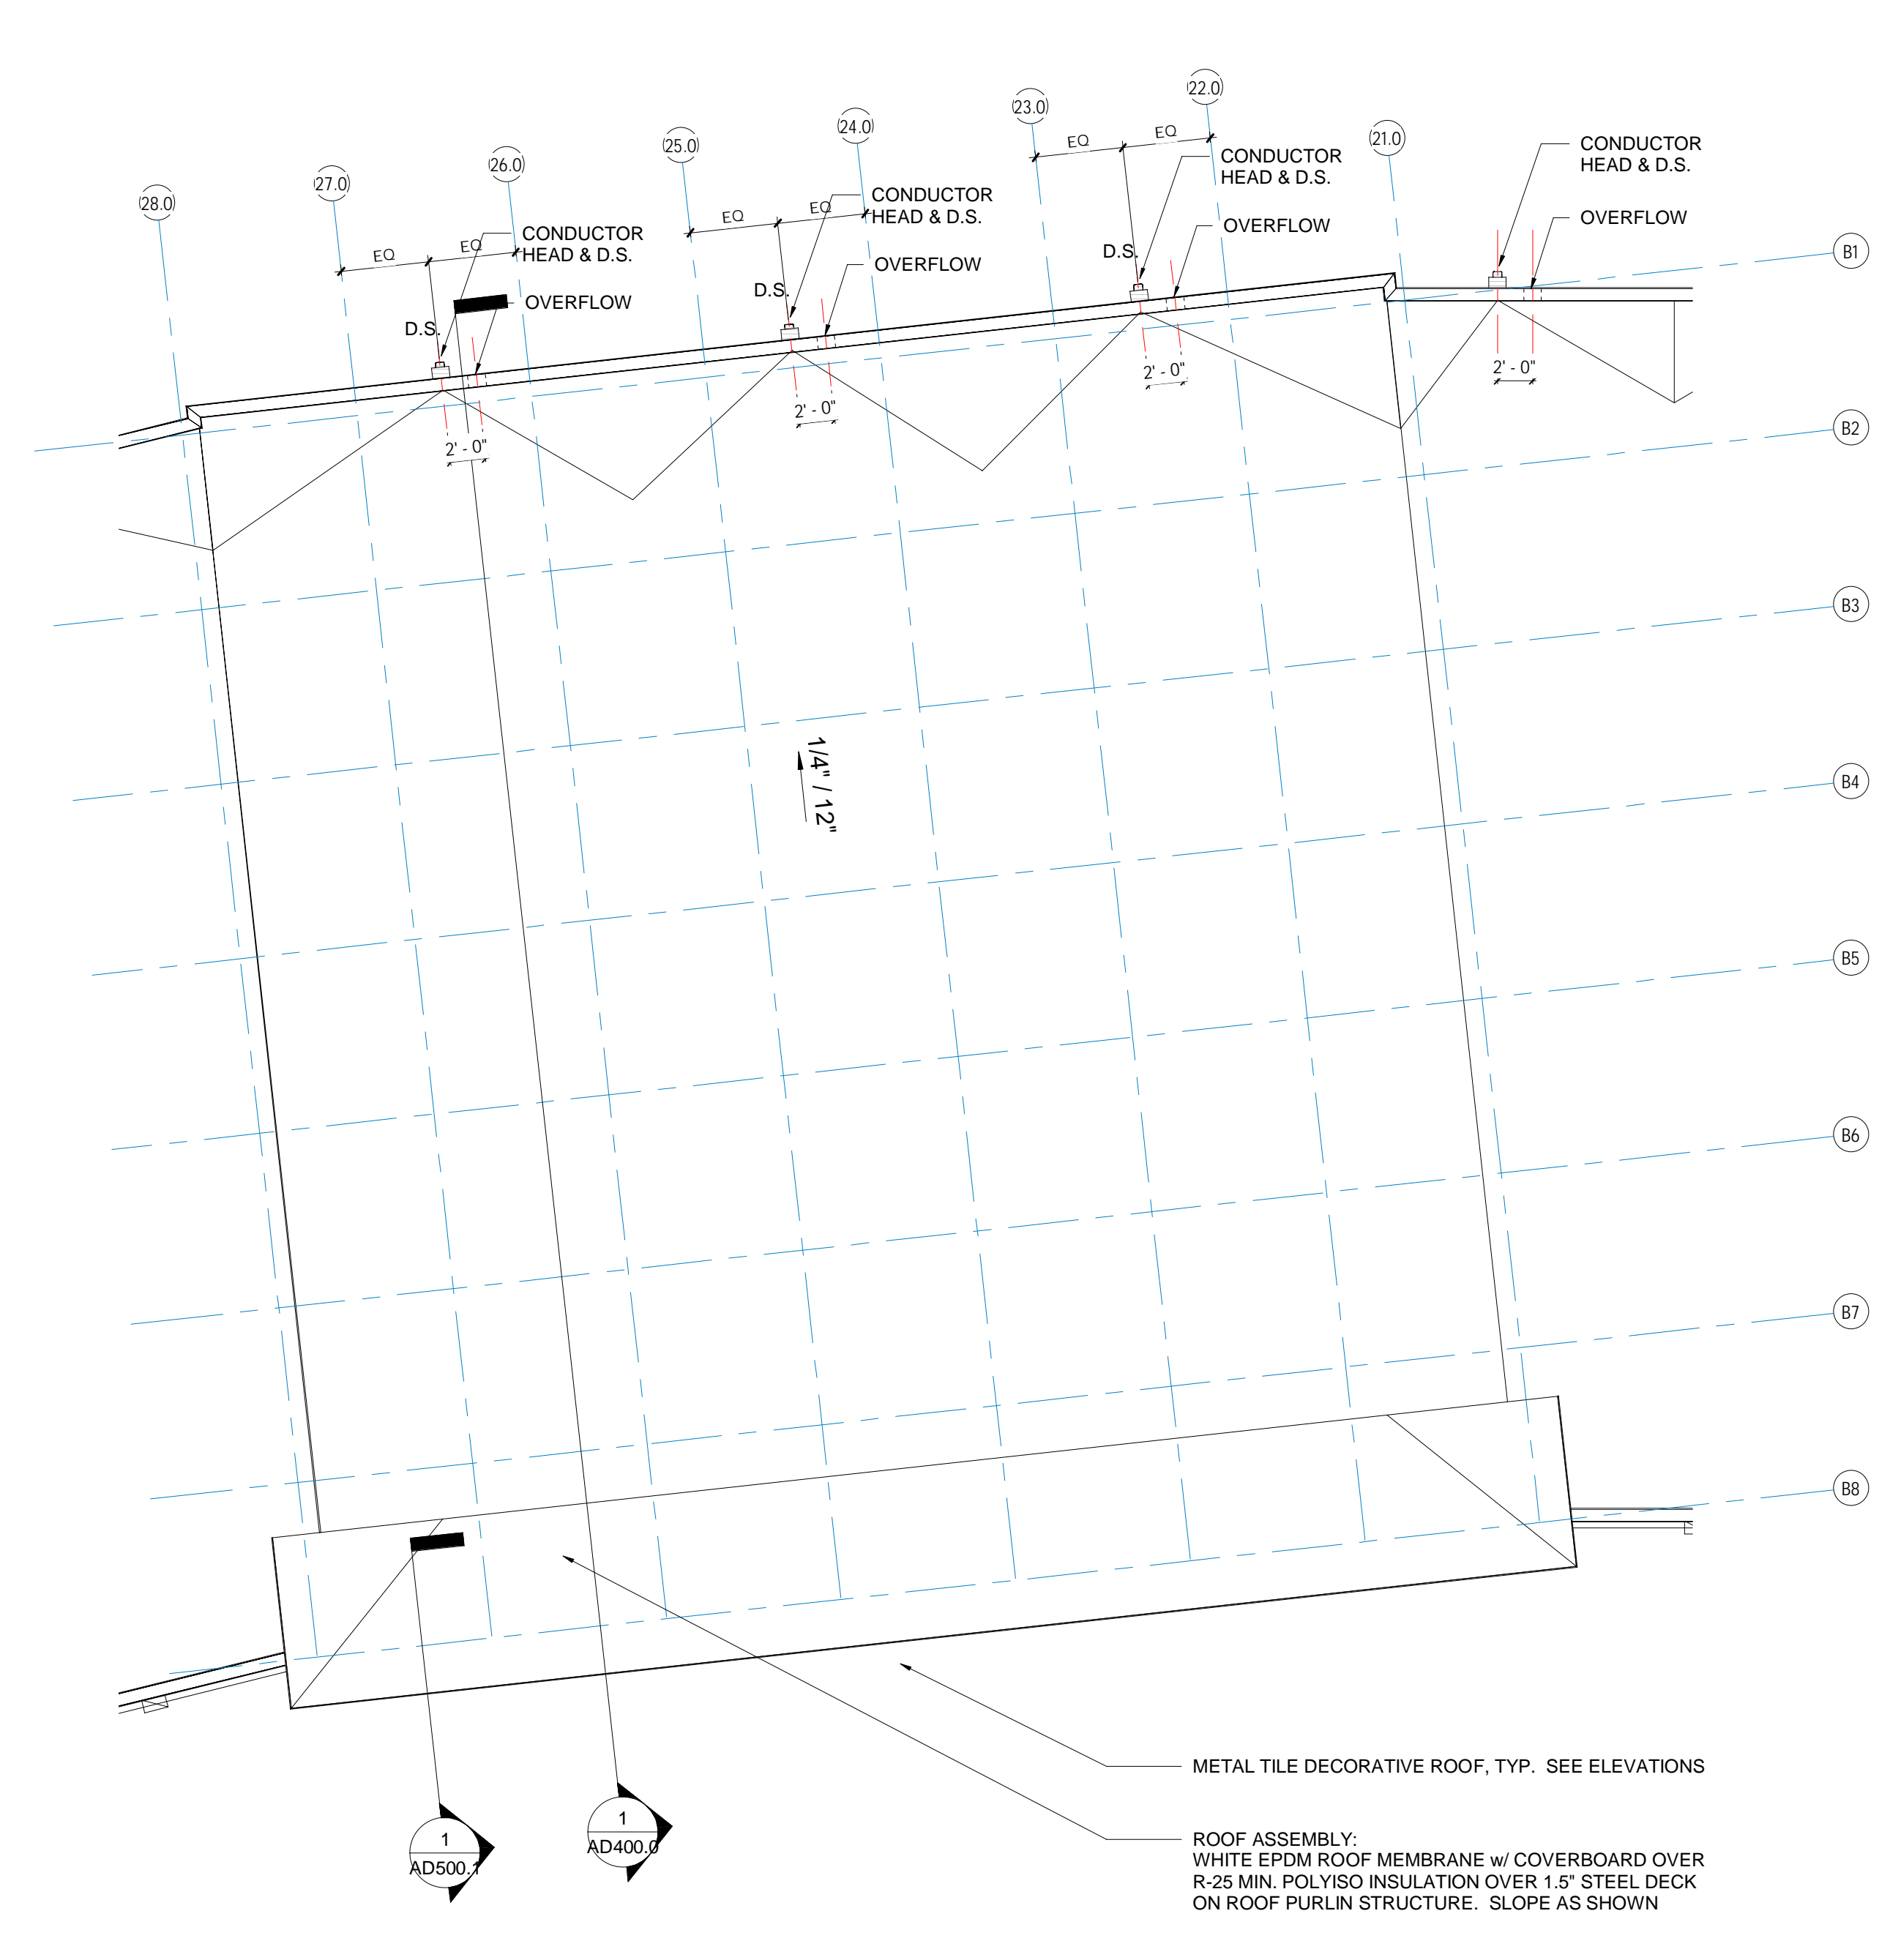 (22.0)
(23.0)
(24.0)
(21.0)
(25.0)
(26.0)
(27.0)
(28.0)
EQ
EQ
CONDUCTOR
HEAD & D.S.
CONDUCTOR
HEAD & D.S.
EQ
EQ
CONDUCTOR
HEAD & D.S.
OVERFLOW
OVERFLOW
EQ
EQ
CONDUCTOR
HEAD & D.S.
D.S.
OVERFLOW
B1
D.S.
OVERFLOW
D.S.
2' - 0"
2' - 0"
2' - 0"
2' - 0"
B2
B3
1/4" / 12"
B4
B5
B6
B7
B8
METAL TILE DECORATIVE ROOF, TYP.  SEE ELEVATIONS
1
AD400.0
1
AD500.1
ROOF ASSEMBLY:
WHITE EPDM ROOF MEMBRANE w/ COVERBOARD OVER
R-25 MIN. POLYISO INSULATION OVER 1.5" STEEL DECK
ON ROOF PURLIN STRUCTURE.  SLOPE AS SHOWN